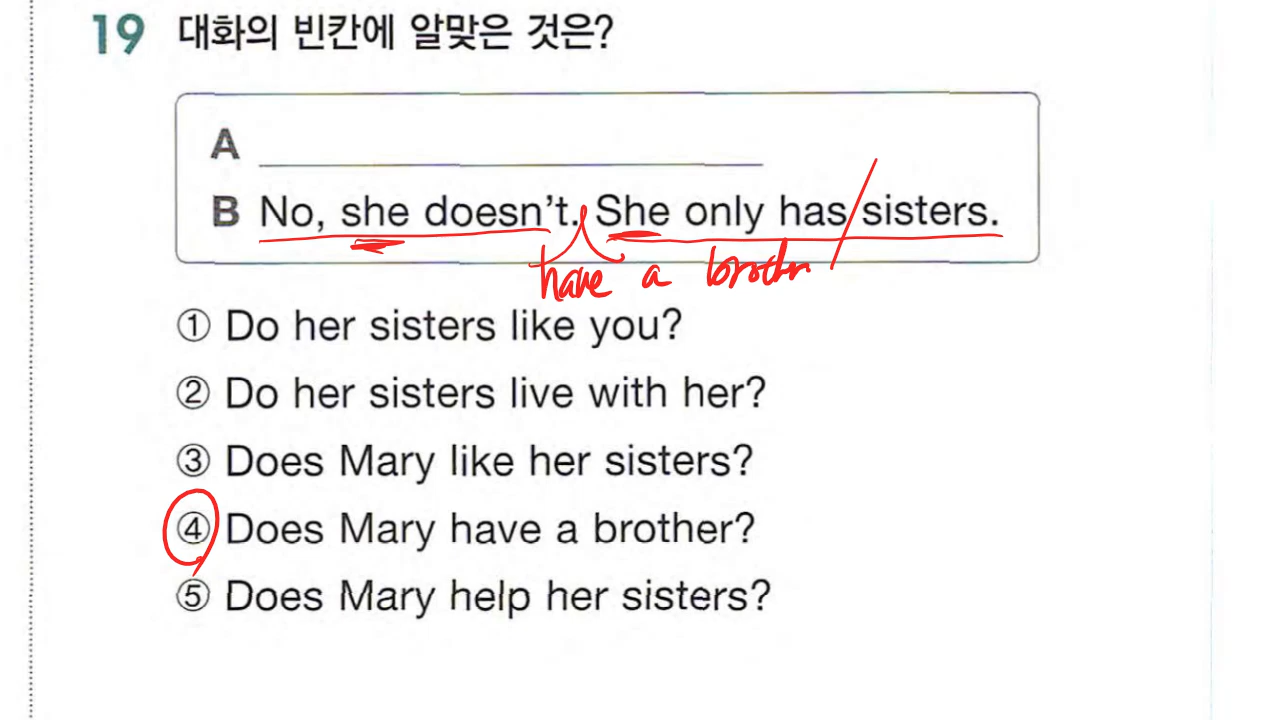 19 대화의 빈칸에 알맞은 것은?
A
B No, she doesn't. She only has sisters.
have a brother
① Do her sisters like you?
② Do her sisters live with her?
③ Does Mary like her sisters?
④ Does Mary have a brother?
⑤ Does Mary help her sisters?